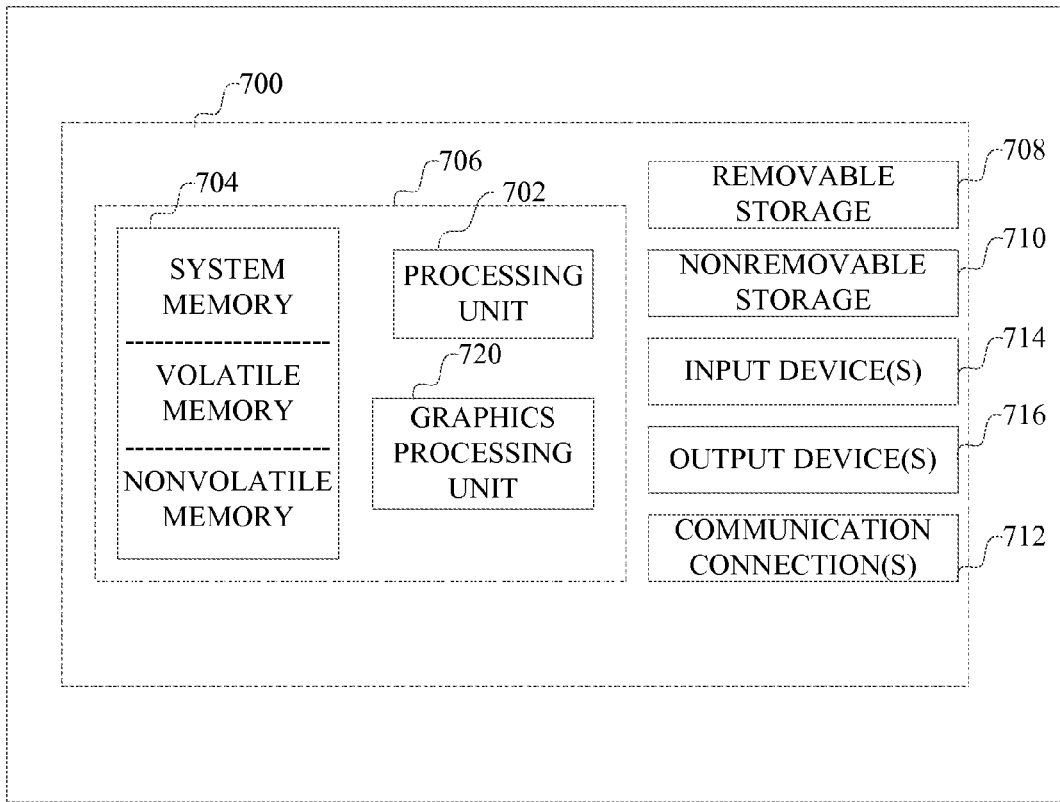 700
706
704
702
SYSTEM
MEMORY
VOLATILE
MEMORY
NONVOLATILE
MEMORY
PROCESSING
UNIT
720
GRAPHICS
PROCESSING
UNIT
708
REMOVABLE
STORAGE
710
NONREMOVABLE
STORAGE
714
INPUT DEVICE(S)
716
OUTPUT DEVICE(S)
COMMUNICATION
CONNECTION(S)
712